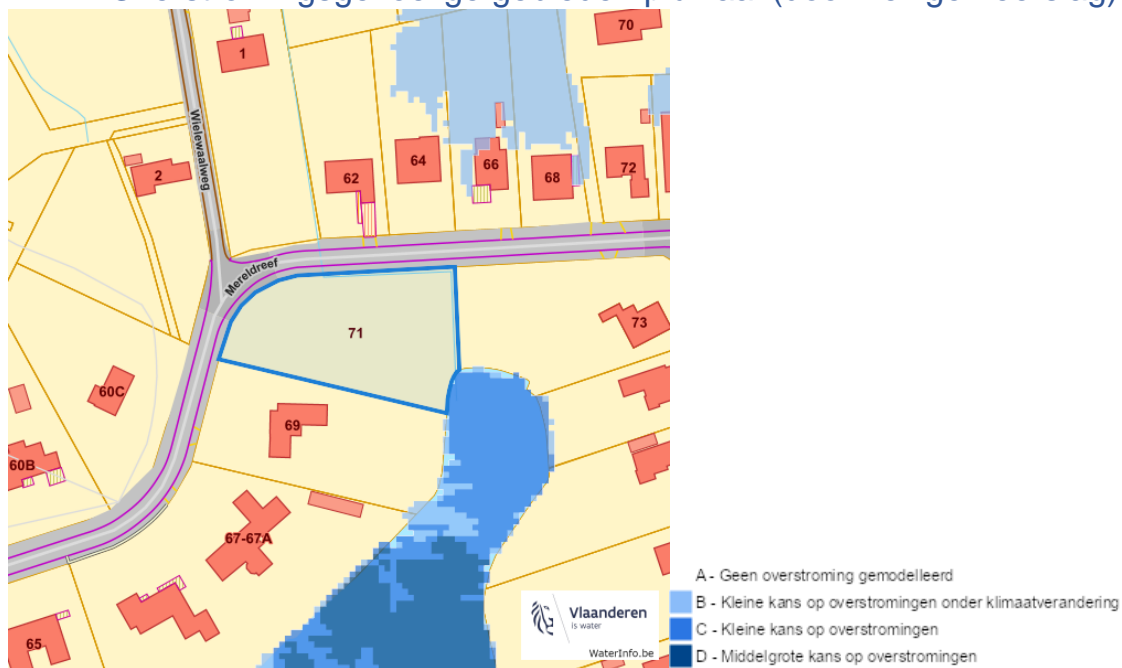 70
1
Wielewaalweg
64
66
62
68
72
2
Mereldreef
71
73
60C
69
60B
67-67A
65
Vlaanderen
is water
WaterInfo.be
A - Geen overstroming gemodelleerd
B - Kleine kans op overstromingen onder klimaatverandering
C - Kleine kans op overstromingen
D - Middelgrote kans op overstromingen